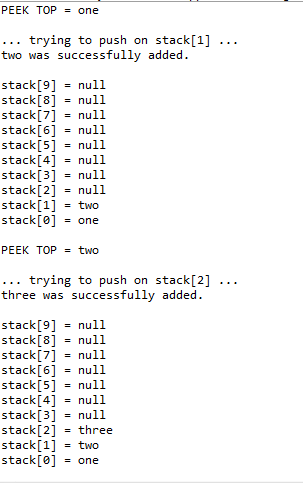 PEEK TOP = one
... trying to push on stack[1] ...
two was successfully added.
stack[9] = null
stack[8] = null
stack[7] = null
stack[6] = null
stack[5] = null
stack[4] = null
stack[3] = null
stack[2] = null
stack[1] = two
stack[0] = one
PEEK TOP = two
... trying to push on stack[2] ...
three was successfully added.
stack[9] = null
stack[8] = null
stack[7] = null
stack[6] = null
stack[5] = null
stack[4] = null
stack[3] = null
stack[2] = three
stack[1] = two
stack[0] = one